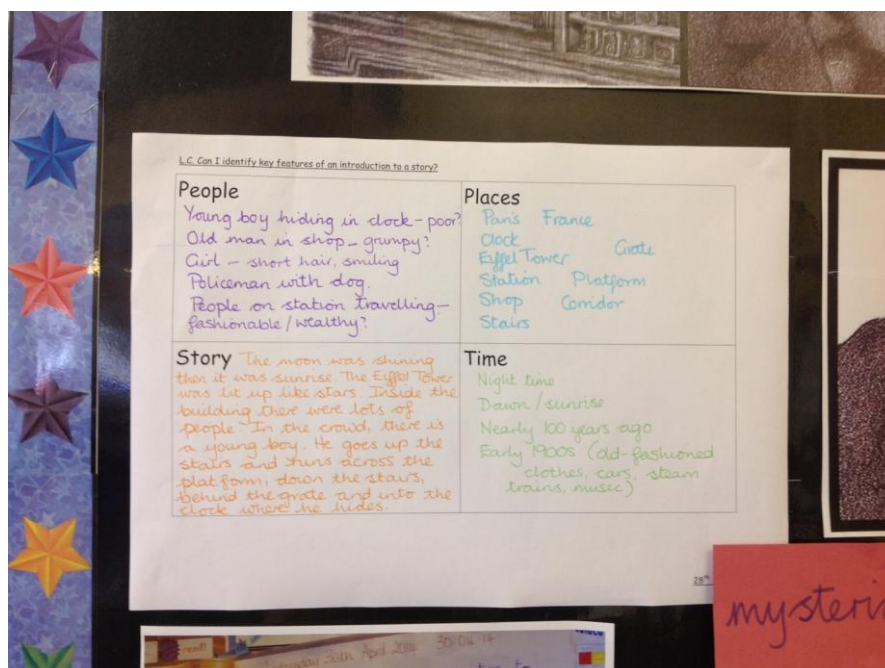 L.C. Can I identify key features of an introduction to a story?
People
Young boy hiding in clock - poor?
Old man in shop - grumpy?
Girl - short hair, smiling
Policeman with dog.
People on station travelling -
fashionable / wealthy?
Places
Paris France
Clock
Grate
Eiffel Tower
Station Platform
Shop Corridor
Stairs
Story The moon was shining
then it was sunrise. The Eiffel Tower
was lit up like stars. Inside the
building there were lots of
people. In the crowd, there is
a young boy. He goes up the
stairs and runs across the
platform, down the stairs,
behind the grate and into the
clock where he hides.
Time
Night time
Dawn / sunrise
Nearly 100 years ago
Early 1900s (old-fashioned
clothes, cars, steam
trains, music)
28th
mysteri
read!
April 2014 30.04.14